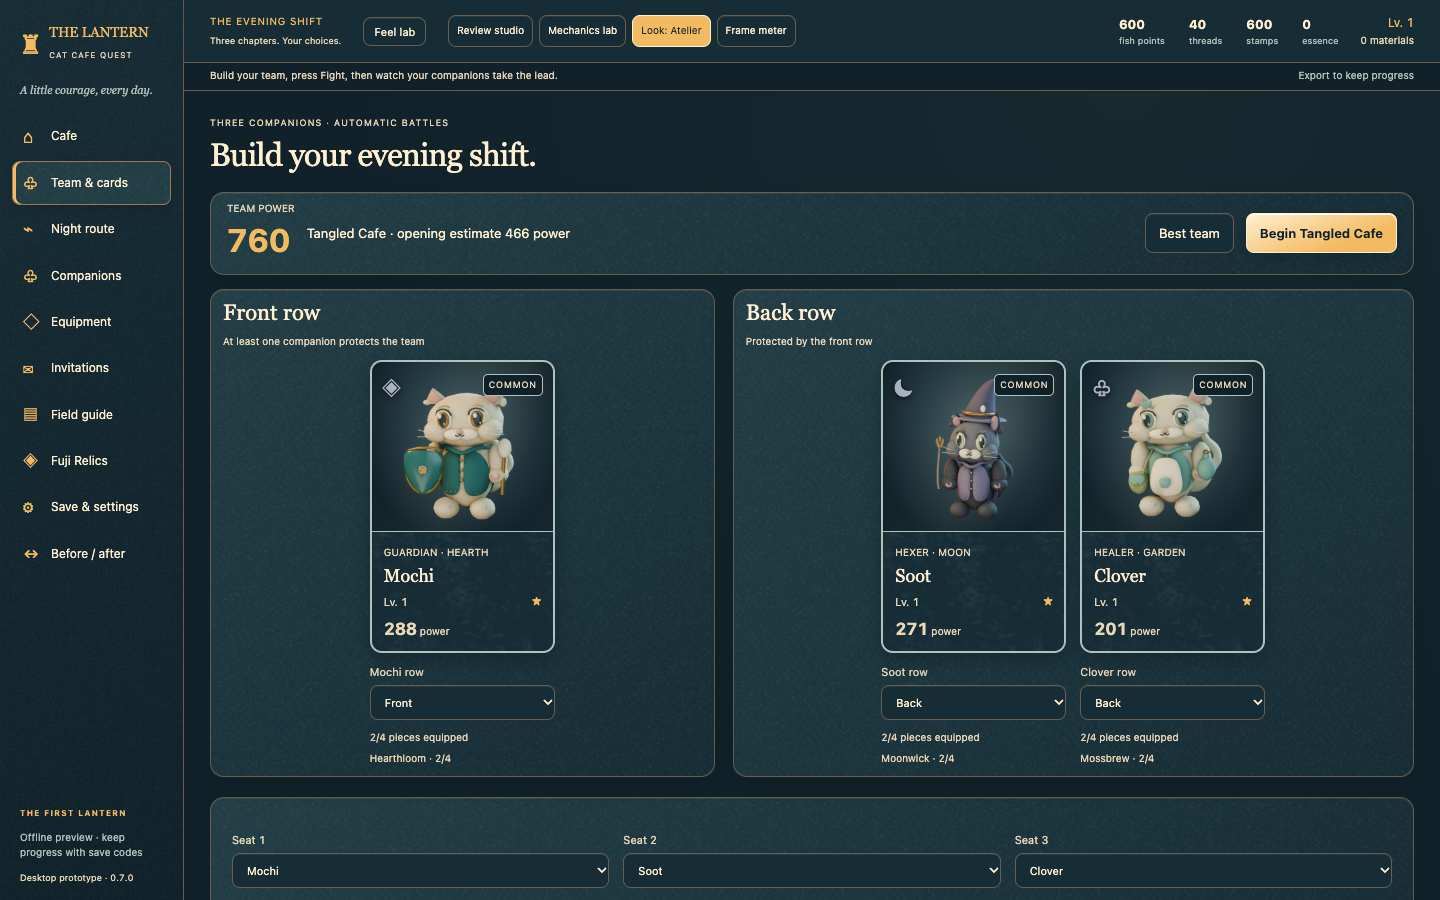 THE LANTERN
CAT CAFE QUEST
A little courage, every day.
Cafe
Team & cards
Night route
Companions
Equipment
Invitations
Field guide
Fuji Relics
Save & settings
Before / after
THE FIRST LANTERN
Offline preview · keep
progress with save codes
Desktop prototype · 0.7.0
THE EVENING SHIFT
Three chapters. Your choices.
Feel lab
Review studio
Mechanics lab
Look: Atelier
Frame meter
600 fish points
40 threads
600 stamps
0 essence
Lv. 1
0 materials
Build your team, press Fight, then watch your companions take the lead.
Export to keep progress
THREE COMPANIONS · AUTOMATIC BATTLES
Build your evening shift.
TEAM POWER
760
Tangled Cafe · opening estimate 466 power
Best team
Begin Tangled Cafe
Front row
At least one companion protects the team
COMMON
GUARDIAN · HEARTH
Mochi
Lv. 1
288 power
Mochi row
Front
2/4 pieces equipped
Hearthloom · 2/4
Back row
Protected by the front row
COMMON
HEXER · MOON
Soot
Lv. 1
271 power
Soot row
Back
2/4 pieces equipped
Moonwick · 2/4
COMMON
HEALER · GARDEN
Clover
Lv. 1
201 power
Clover row
Back
2/4 pieces equipped
Mossbrew · 2/4
Seat 1
Mochi
Seat 2
Soot
Seat 3
Clover